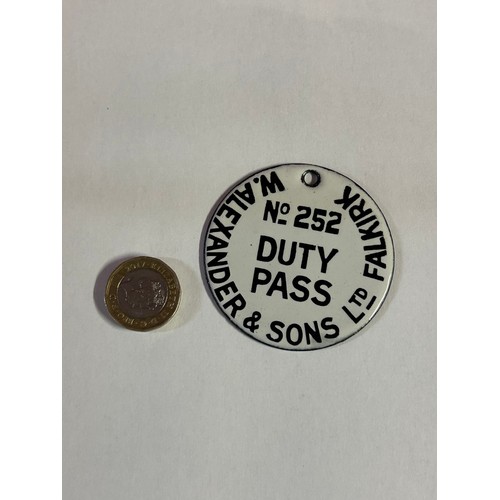 W. ALEXANDER & SONS LTD FALKIRK
No 252
DUTY
PASS